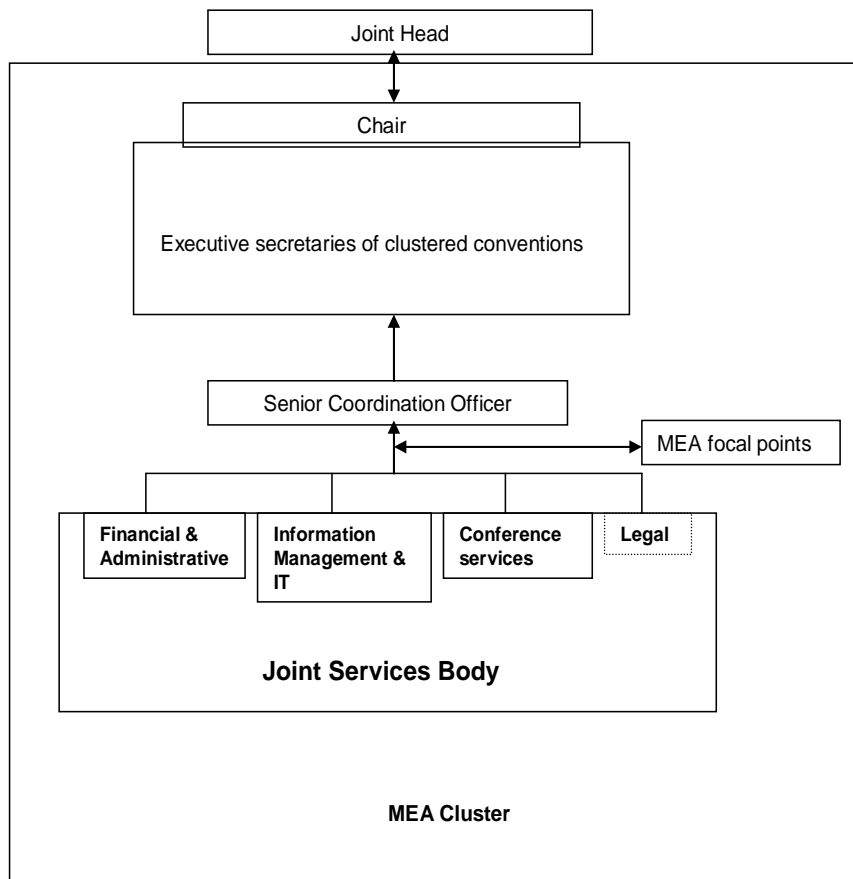 Joint Head
Chair
Executive secretaries of clustered conventions
Senior Coordination Officer
MEA focal points
Financial &
Administrative
Information
Management &
IT
Conference
services
Legal
Joint Services Body
MEA Cluster